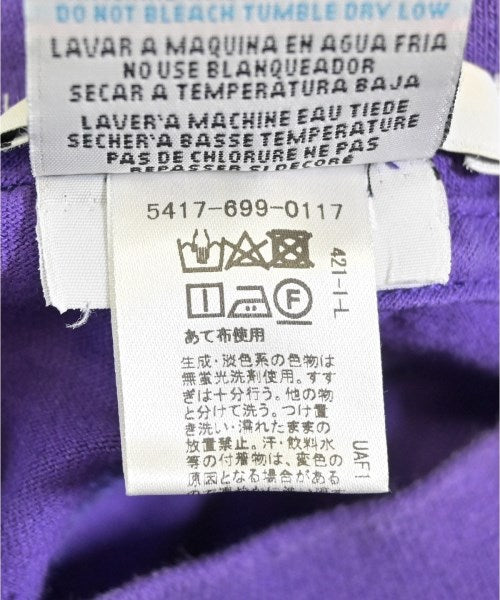 DO NOT BLEACH TUMBLE DRY LOW
LAVAR A MAQUINA EN AGUA FRIA
NO USE BLANQUEADOR
SECAR A TEMPERATURA BAJA
LAVER'A MACHINE EAU TIEDE
SECHER'A BASSE TEMPERATURE
PAS DE CHLORURE NE PAS
REPASSER SI DECORE
5417-699-0117
421-I-L
F
あて布使用
生成・淡色系の色物は
無蛍光洗剤使用。すす
ぎは十分行う。他の物
と分けて洗う。つけ置
き洗い・濡れたままの
放置禁止。汗・飲料水
等の付着物は、変色の
原因となる場合がある
UAF1